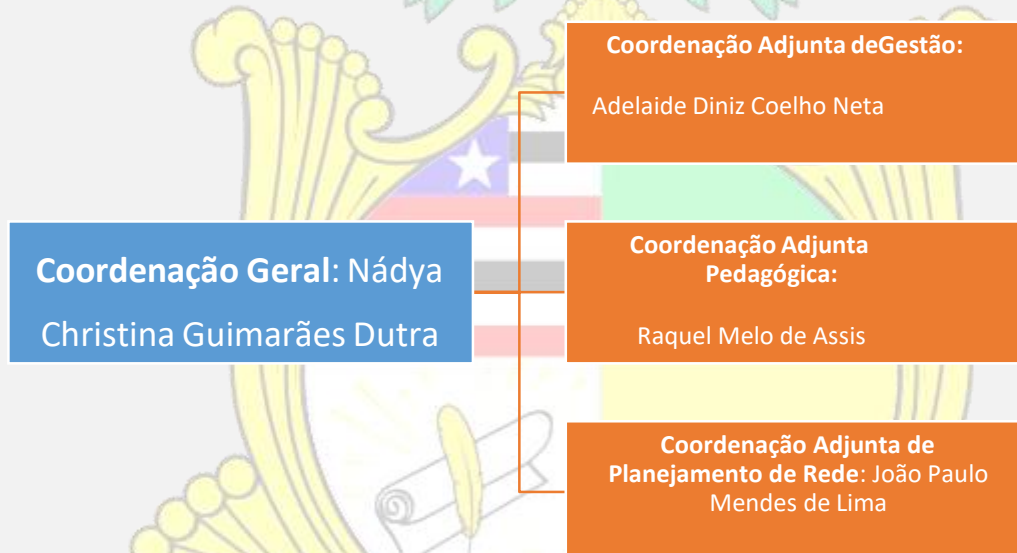 Coordenação Geral: Nádya
Christina Guimarães Dutra
Coordenação Adjunta deGestão:
Adelaide Diniz Coelho Neta
Coordenação Adjunta
Pedagógica:
Raquel Melo de Assis
Coordenação Adjunta de
Planejamento de Rede: João Paulo
Mendes de Lima